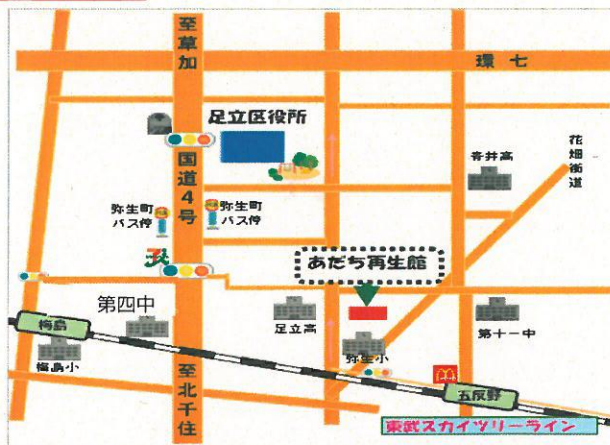 至草加
環七
足立区役所
国道4号
青井高
花畑街道
弥生町
バス停
弥生町
バス停
あだち再生館
第四中
足立高
弥生小
第十一中
梅島
梅島小
至北千住
五反野
東武スカイツリーライン